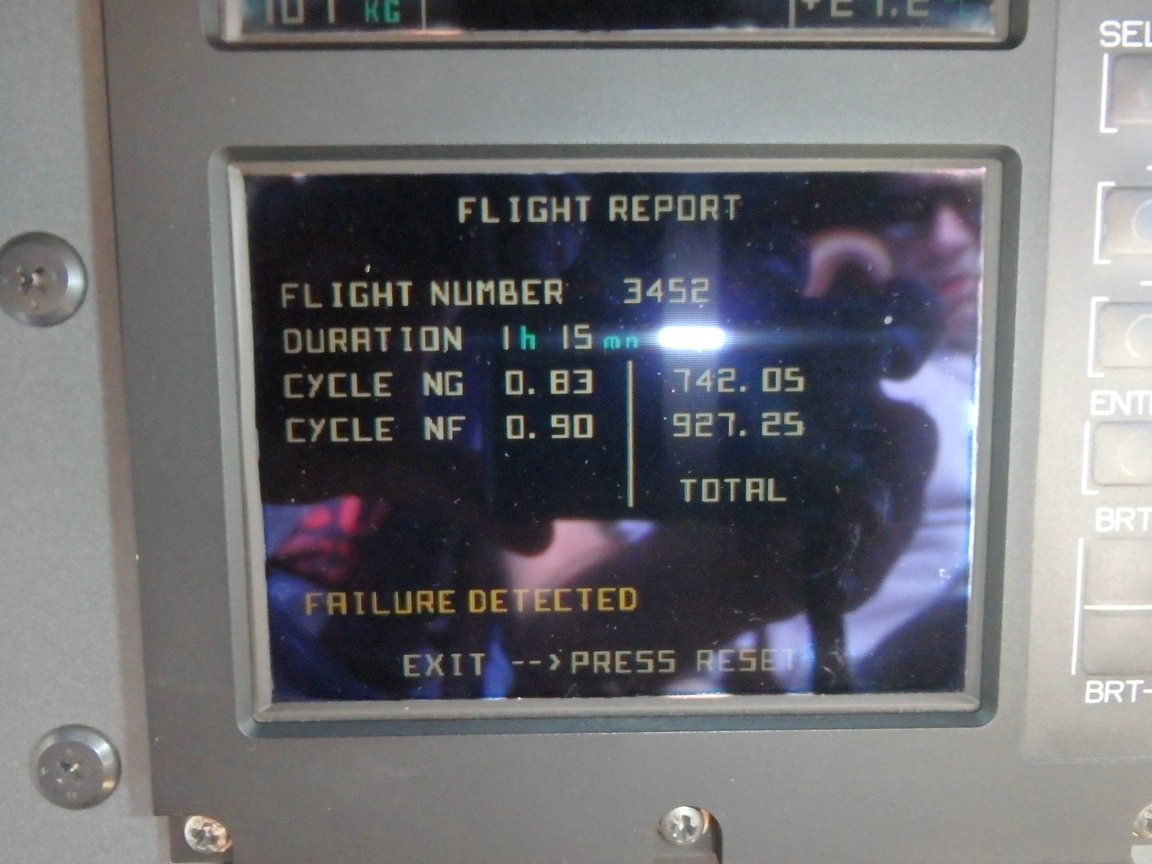 KG
SEL
FLIGHT REPORT
FLIGHT NUMBER 3452
DURATION 1h 15mn
CYCLE NG 0.83 742.05
CYCLE NF 0.90 927.25
TOTAL
FAILURE DETECTED
EXIT -->PRESS RESET
ENT
BRT
BRT-